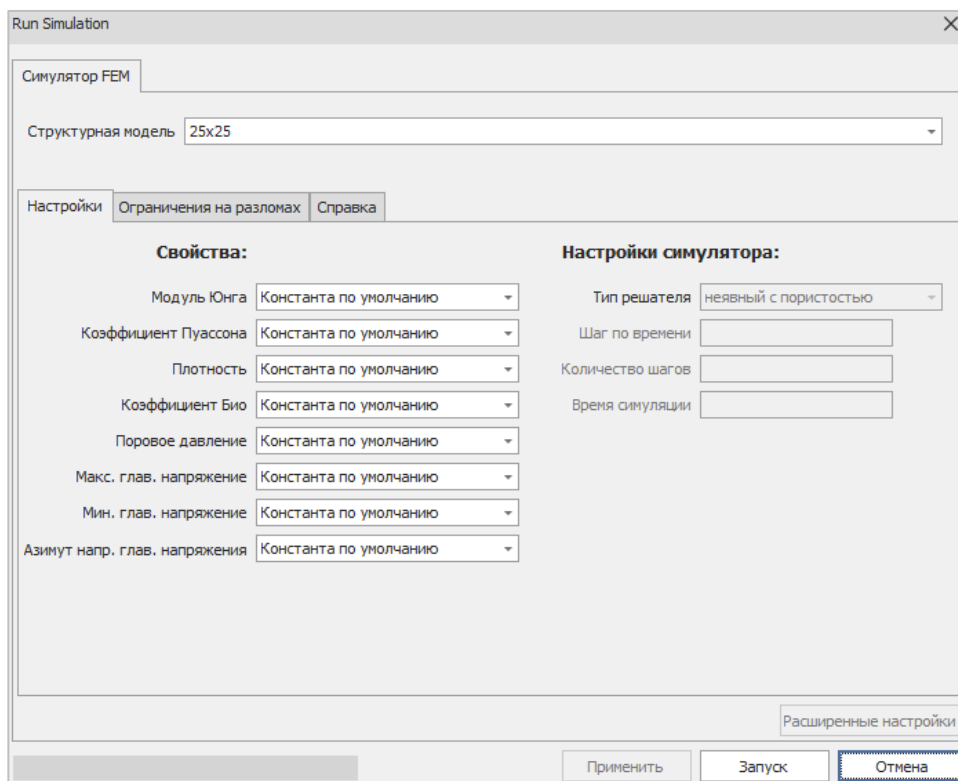 Run Simulation
Симулятор FEM
Структурная модель 25x25
Настройки Ограничения на разломах Справка
Свойства: Настройки симулятора:
Модуль Юнга Константа по умолчанию Тип решателя неявный с пористостью
Коэффициент Пуассона Константа по умолчанию Шаг по времени
Плотность Константа по умолчанию Количество шагов
Коэффициент Био Константа по умолчанию Время симуляции
Поровое давление Константа по умолчанию
Макс. глав. напряжение Константа по умолчанию
Мин. глав. напряжение Константа по умолчанию
Азимут напр. глав. напряжения Константа по умолчанию
Расширенные настройки
Применить Запуск Отмена